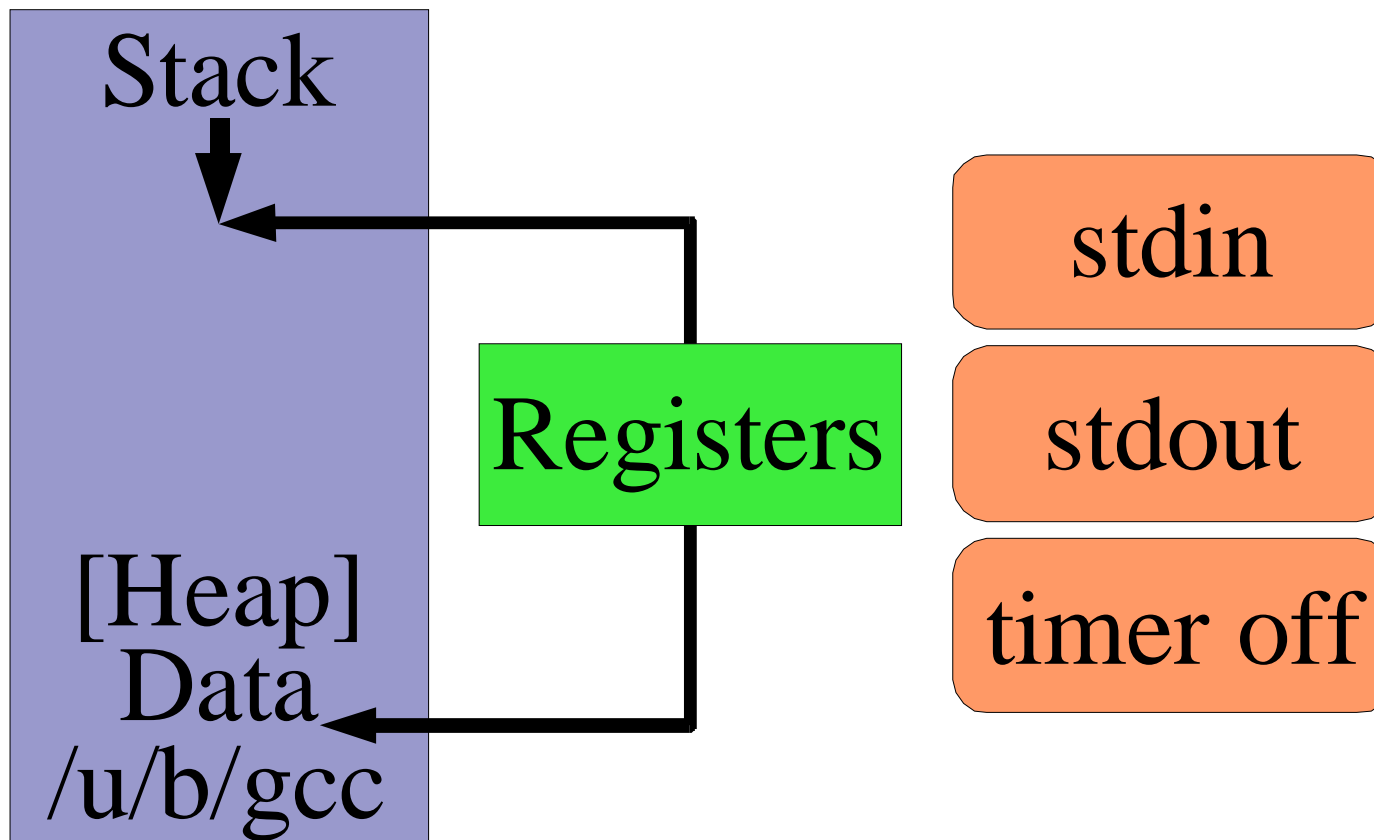 Stack
[Heap]
Data
/u/b/gcc
Registers
stdin
stdout
timer off